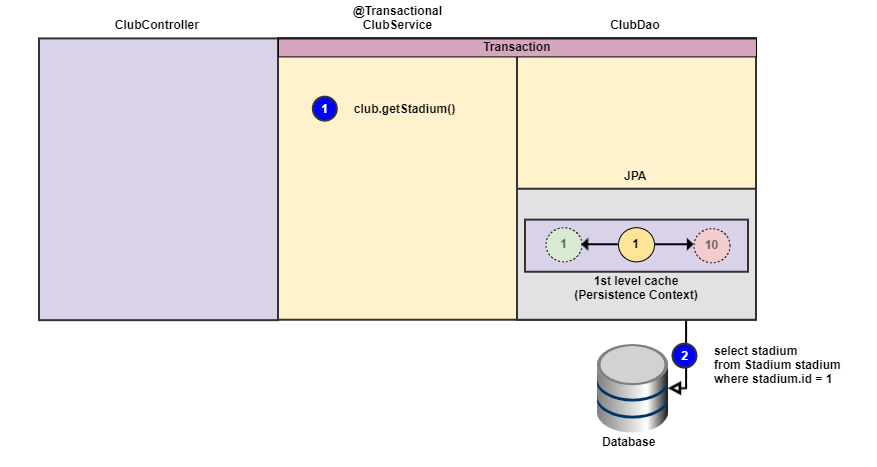 ClubController
@Transactional
ClubService
ClubDao
Transaction
1
club.getStadium()
JPA
1
1
10
1st level cache
(Persistence Context)
2
select stadium
from Stadium stadium
where stadium.id = 1
Database